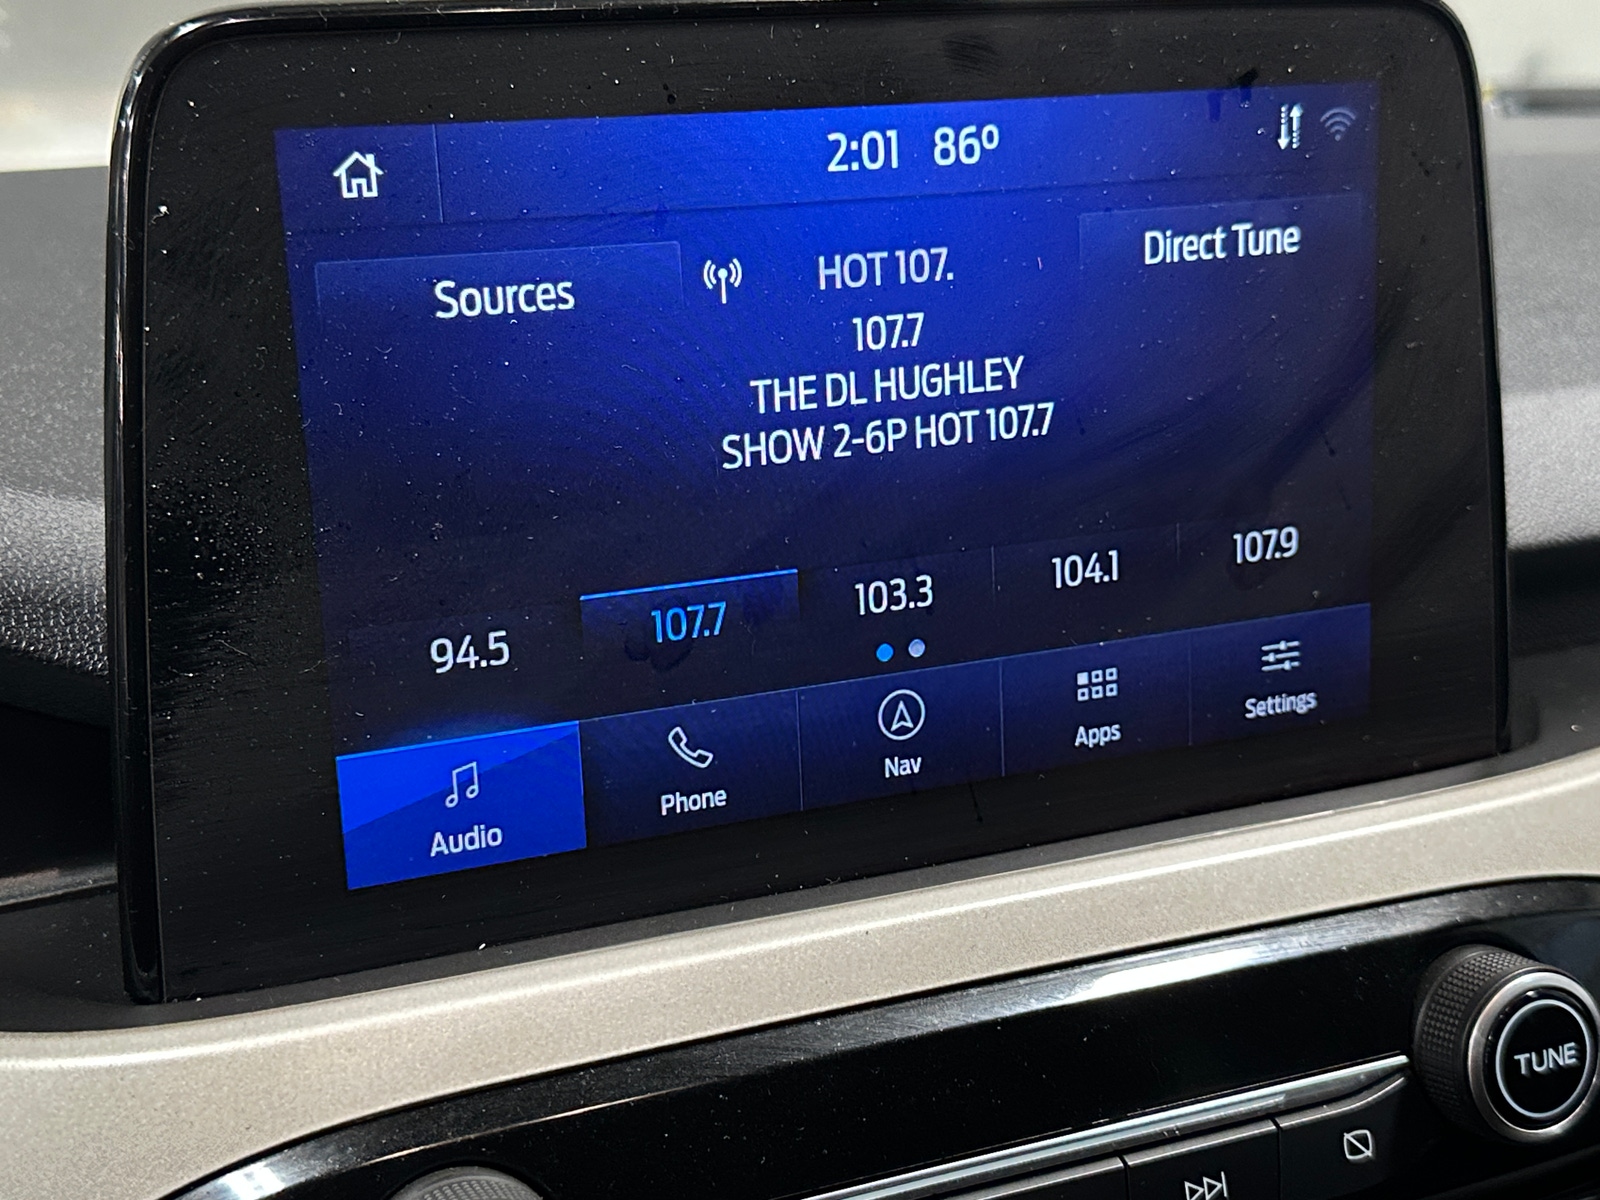 2:01 86°
Sources
HOT 107.
Direct Tune
107.7
THE DL HUGHLEY
SHOW 2-6P HOT 107.7
94.5
107.7
103.3
104.1
107.9
Audio
Phone
Nav
Apps
Settings
TUNE